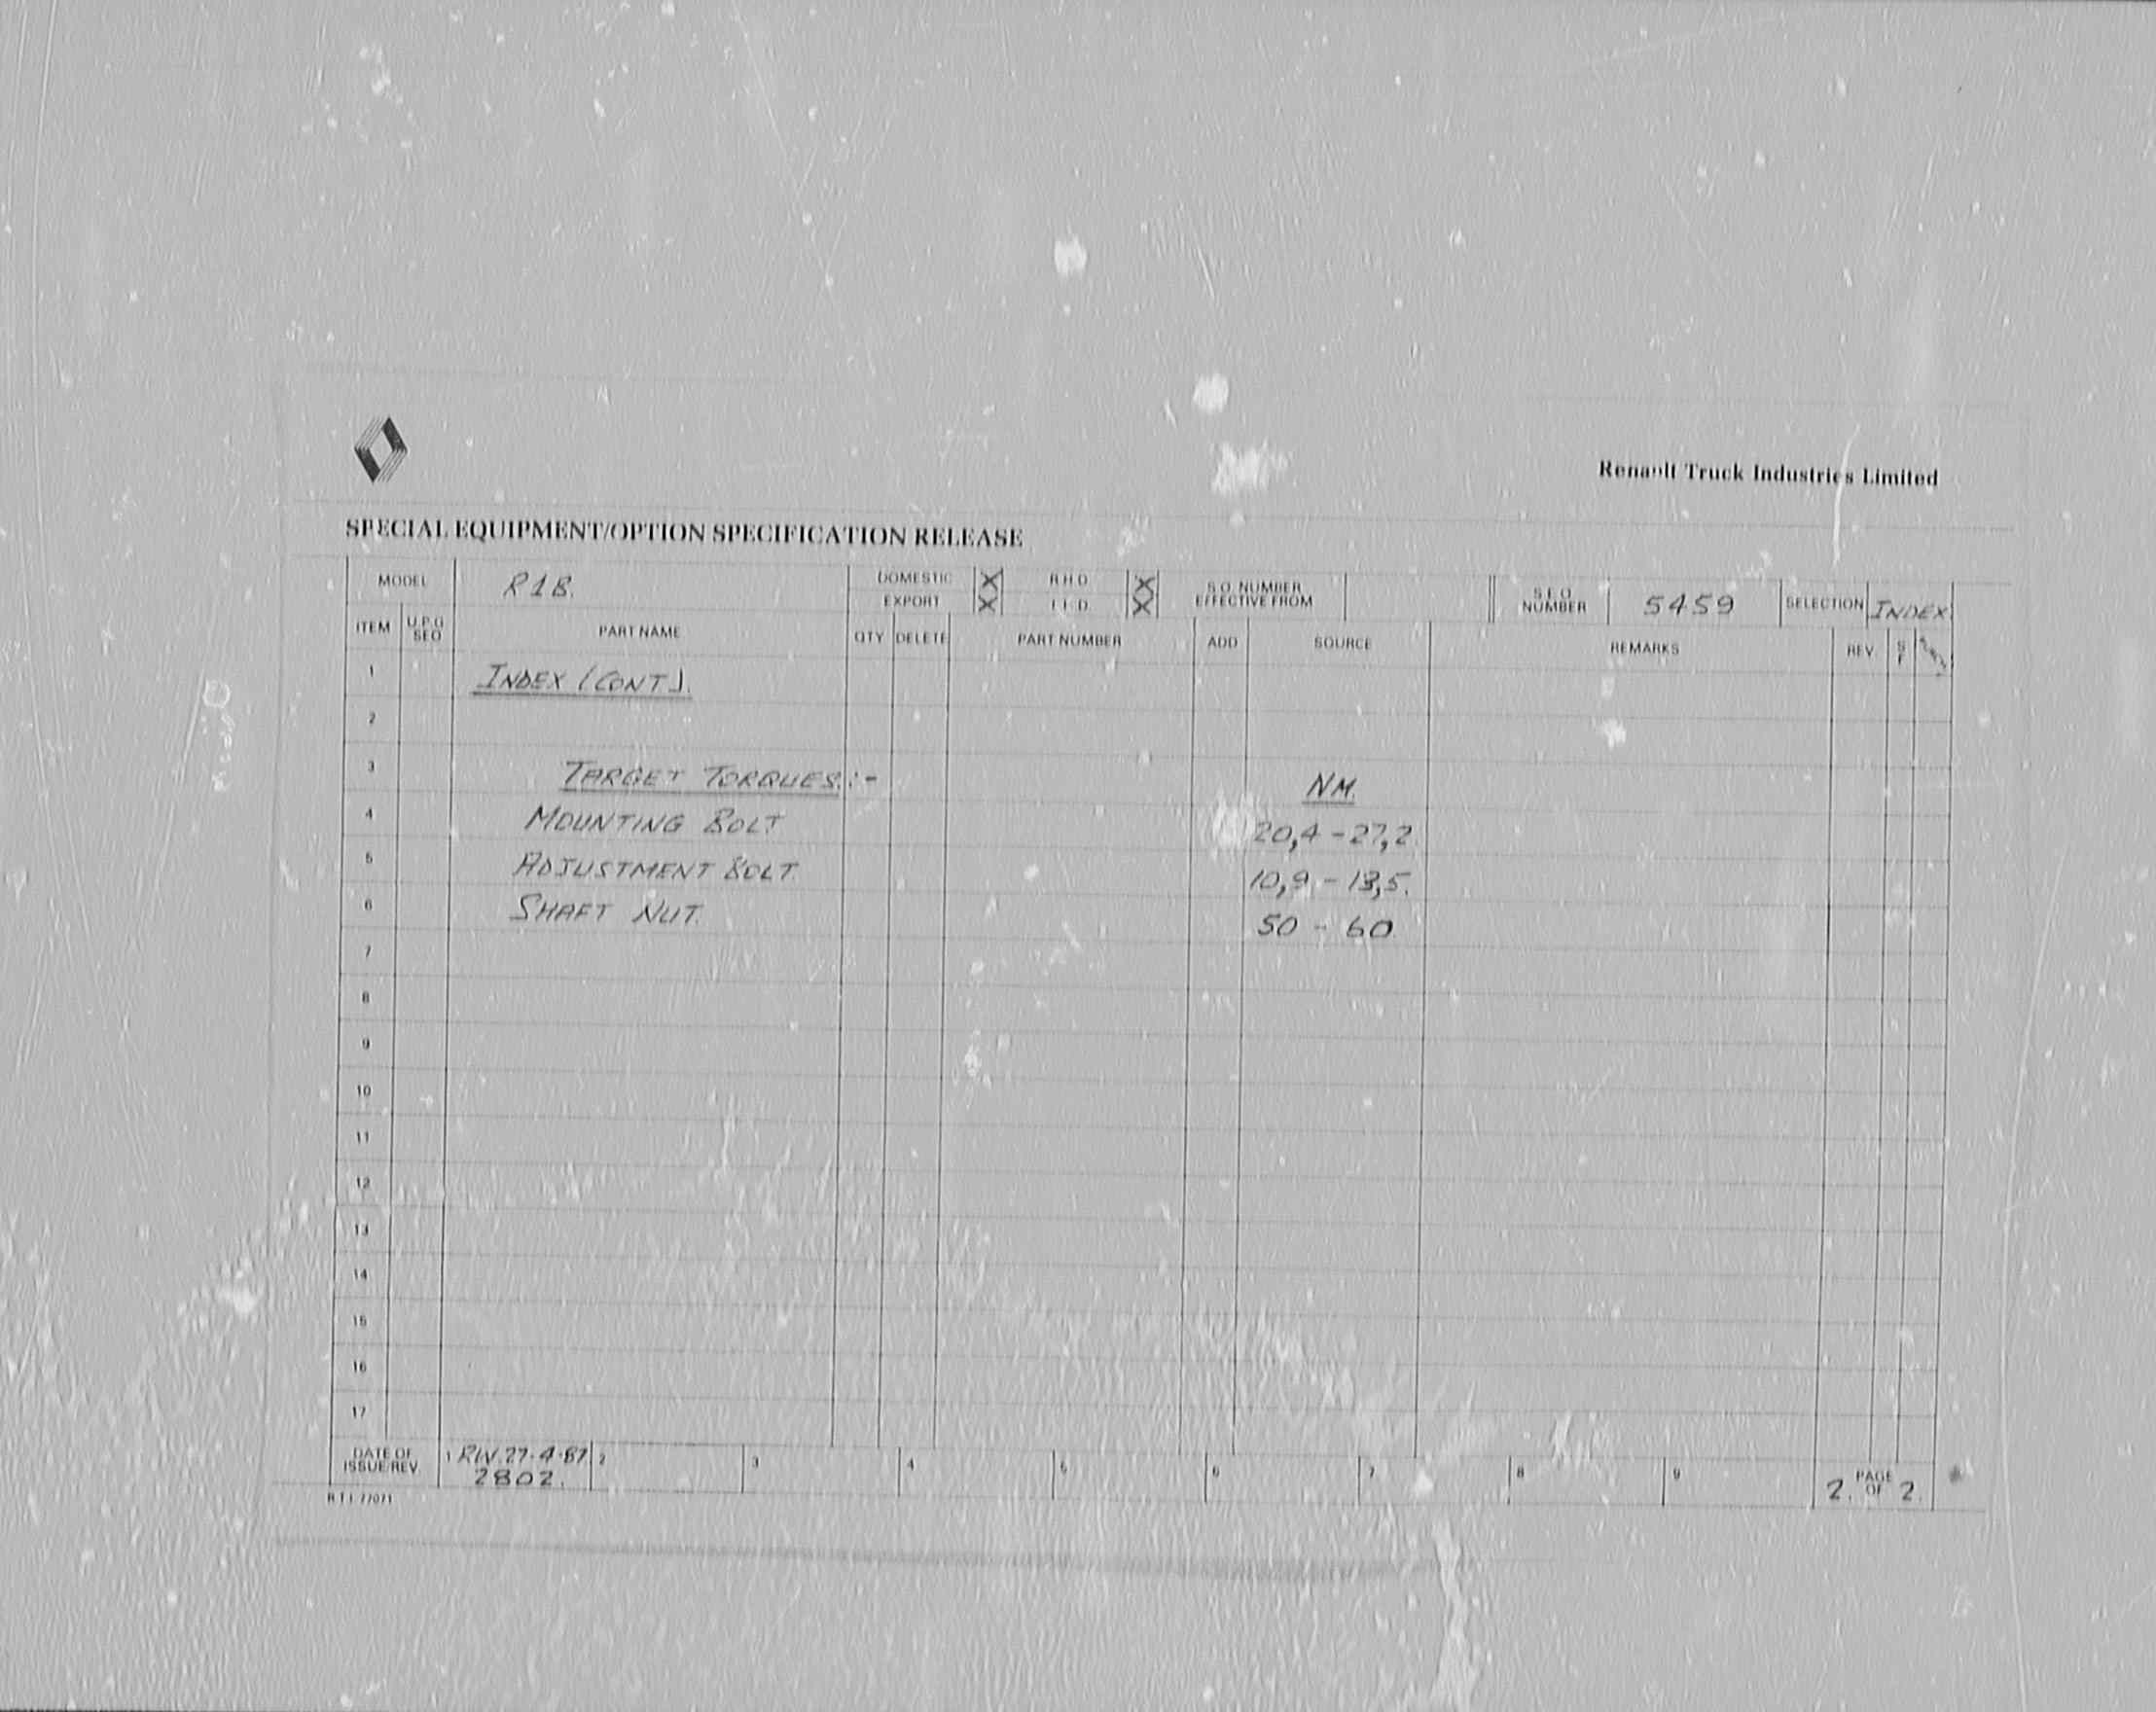 Renault Truck Industries Limited
SPECIAL EQUIPMENT/OPTION SPECIFICATION RELEASE
MODEL R1B. DOMESTIC X R.H.D. X S.O. NUMBER EFFECTIVE FROM S.E.O. NUMBER 5459 SELECTION INDEX
EXPORT X L.H.D. X
ITEM U.P.G SEO PART NAME QTY DELETE PART NUMBER ADD SOURCE REMARKS REV. S F
1 INDEX (CONT).
2
3 TARGET TORQUES:- NM.
4 MOUNTING BOLT 20,4 - 27,2.
5 ADJUSTMENT BOLT. 10,9 - 13,5.
6 SHAFT NUT. 50 - 60.
7
8
9
10
11
12
13
14
15
16
17
DATE OF ISSUE/REV. 1 RW. 27.4.87 2 3 4 5 6 7 8 9 2. PAGE OF 2.
2802.
R T I 77071